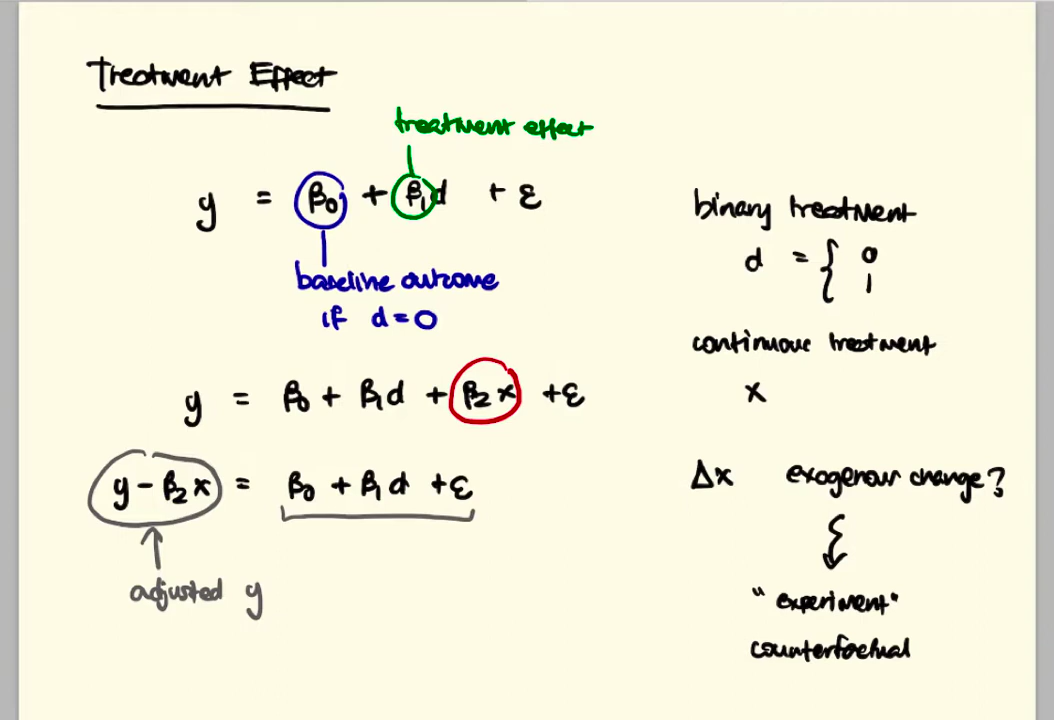 Treatment Effect
treatment effect
y = β₀ + β₁d + ε
baseline outcome
if d=0
y = β₀ + β₁d + β₂x + ε
y - β₂x = β₀ + β₁d + ε
adjusted y
binary treatment
d = { 0
1
continuous treatment
x
Δx exogenous change?
"experiment"
counterfactual